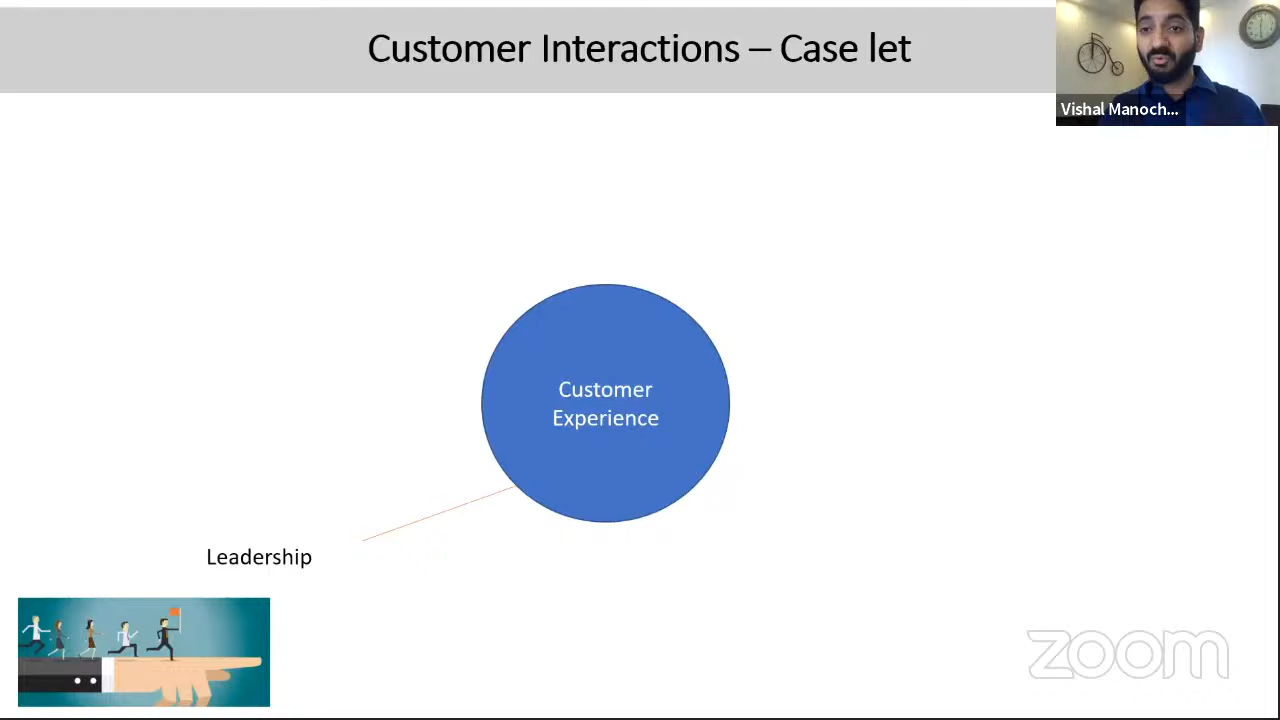 Customer Interactions – Case let
Vishal Manoch...
Customer
Experience
Leadership
zoom